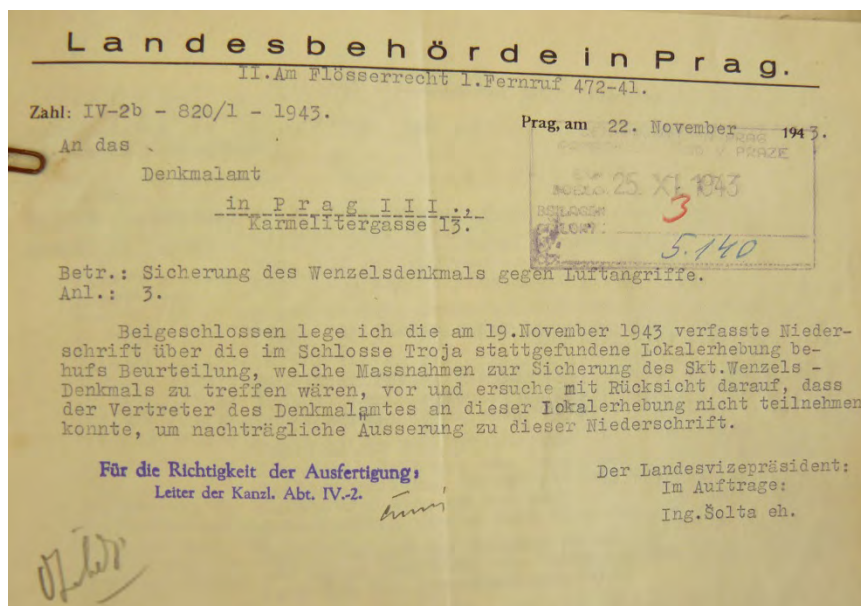 Landesbehörde in Prag.
II.Am Flösserrecht 1.Fernruf 472-41.
Zahl: IV-2b - 820/1 - 1943.
Prag, am 22. November 1943.
An das
Denkmalamt
in Prag III.,
Karmelitergasse 13.
PRAG
V PRAZE
25. XI. 1943
3
5.140
Betr.: Sicherung des Wenzelsdenkmals gegen Luftangriffe.
Anl.: 3.
Beigeschlossen lege ich die am 19.November 1943 verfasste Nieder-
schrift über die im Schlosse Troja stattgefundene Lokalerhebung be-
hufs Beurteilung, welche Massnahmen zur Sicherung des Skt.Wenzels -
Denkmals zu treffen wären, vor und ersuche mit Rücksicht darauf, dass
der Vertreter des Denkmalamtes an dieser Lokalerhebung nicht teilnehmen
konnte, um nachträgliche Äusserung zu dieser Niederschrift.
Für die Richtigkeit der Ausfertigung:
Leiter der Kanzl. Abt. IV.-2.
Der Landesvizepräsident:
Im Auftrage:
Ing.Šolta eh.